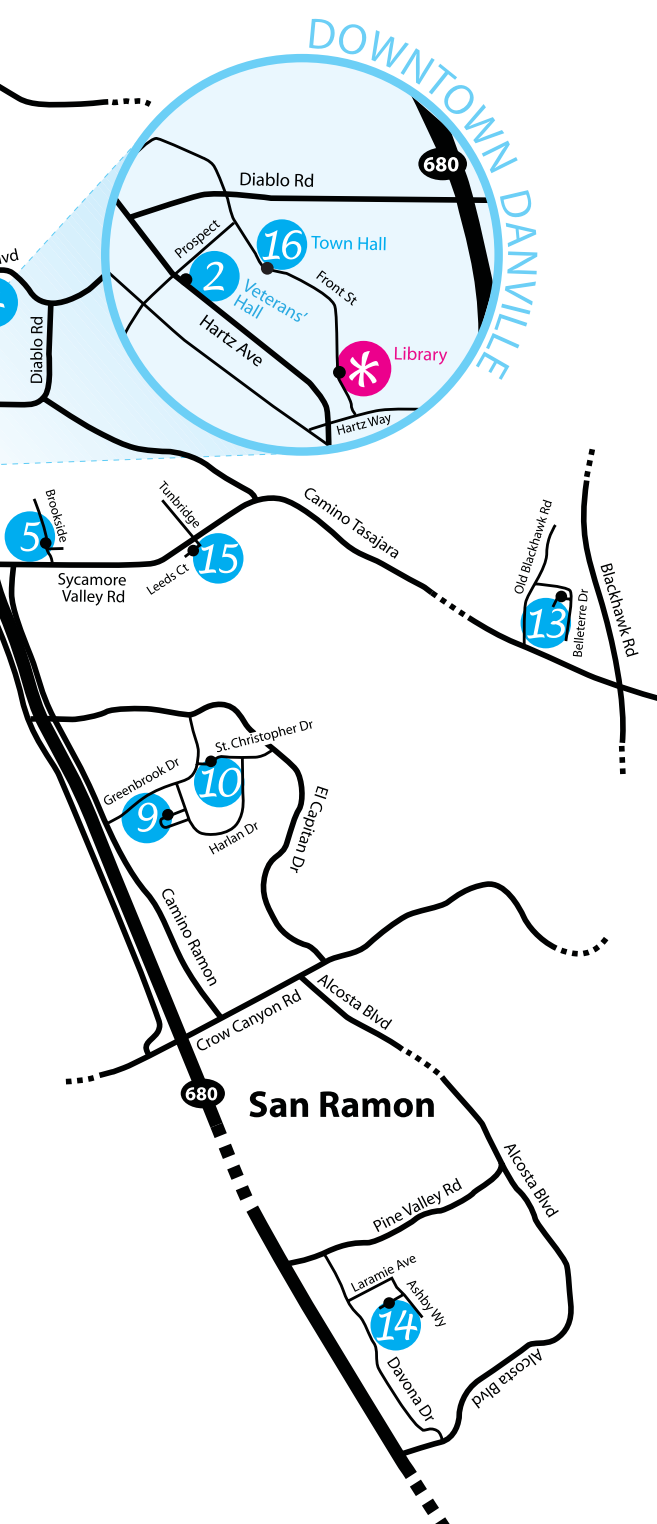 DOWNTOWN DANVILLE
680
Diablo Rd
Prospect
16 Town Hall
2 Veterans'
Hall
Front St
Hartz Ave
* Library
Hartz Way
lvd
Diablo Rd
Brookside
5
Tunbridge
15
Leeds Ct
Sycamore
Valley Rd
Camino Tasajara
Old Blackhawk Rd
13
Belleterre Dr
Blackhawk Rd
St. Christopher Dr
Greenbrook Dr
10
9
Harlan Dr
El Capitan Dr
Camino Ramon
Crow Canyon Rd
Alcosta Blvd
680
San Ramon
Alcosta Blvd
Pine Valley Rd
Laramie Ave
Ashby Wy
14
Davona Dr
Alcosta Blvd